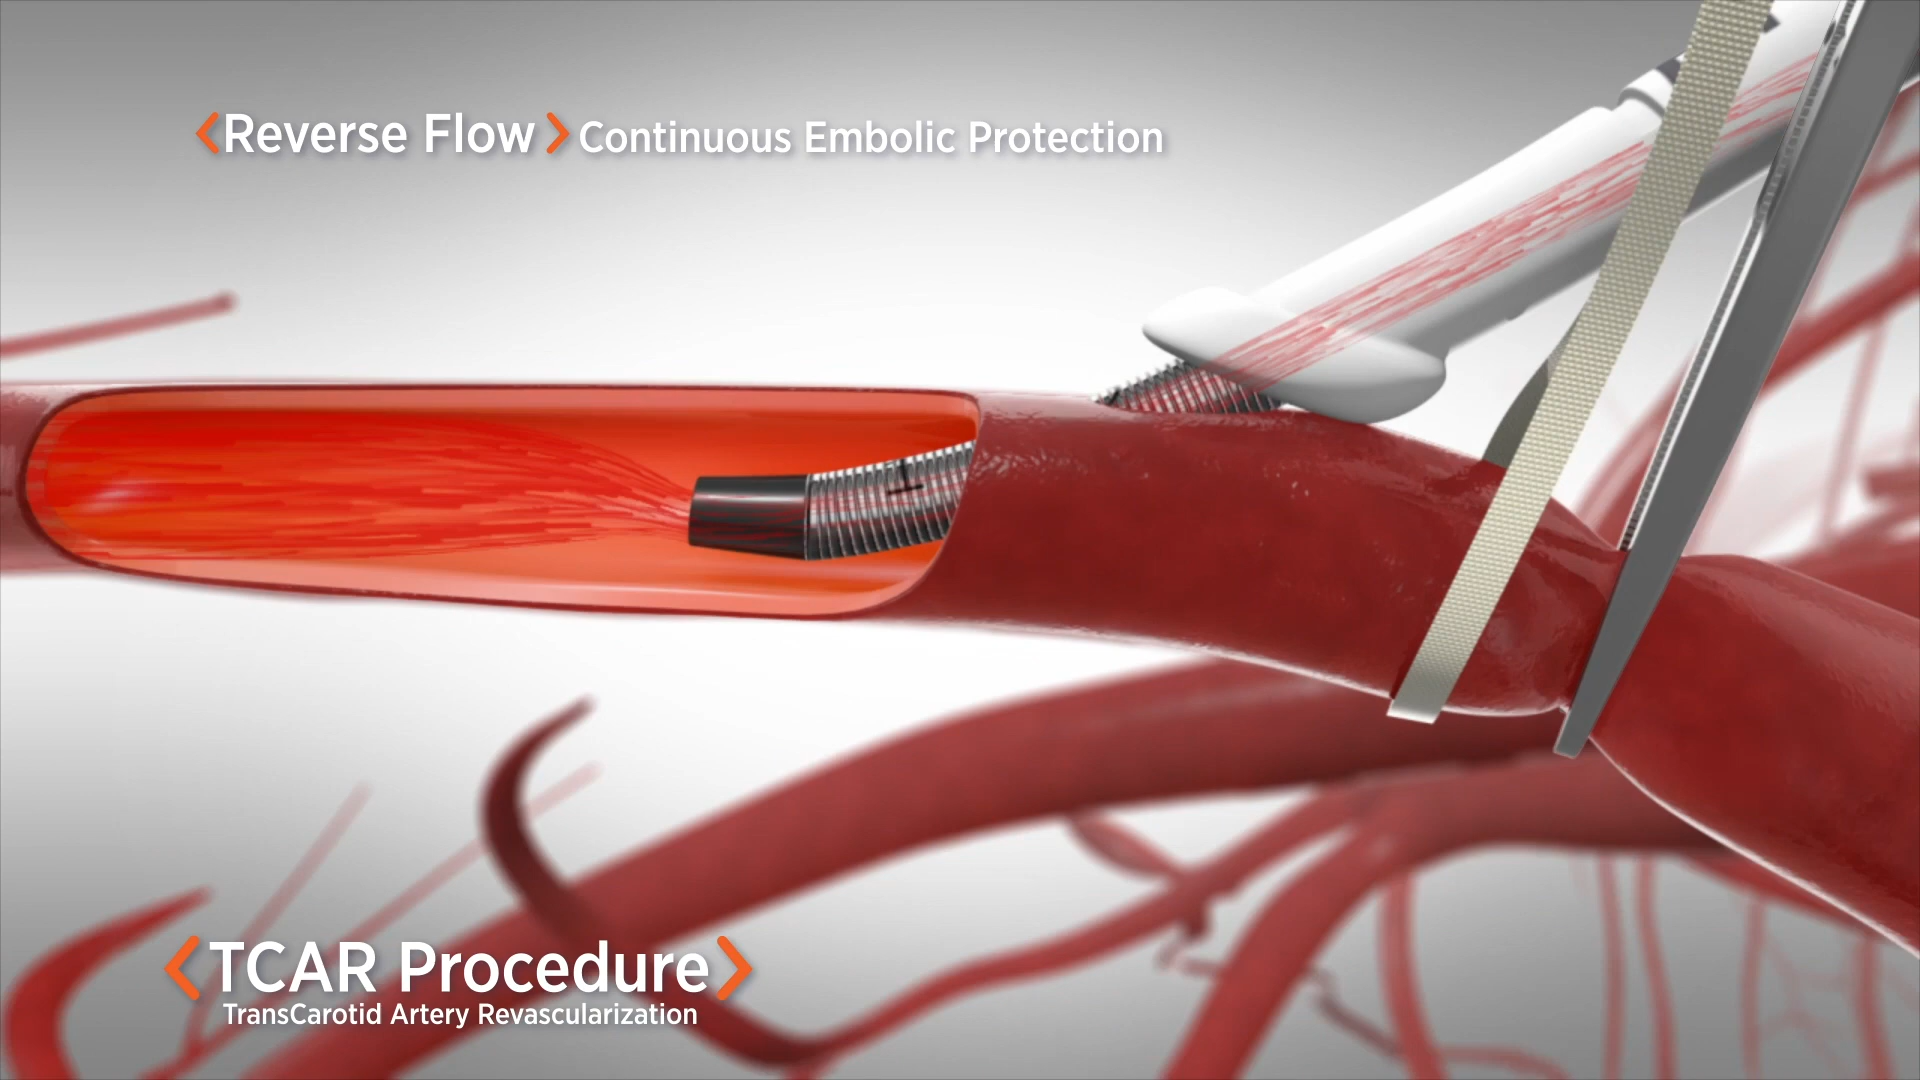 Reverse Flow Continuous Embolic Protection
TCAR Procedure
TransCarotid Artery Revascularization